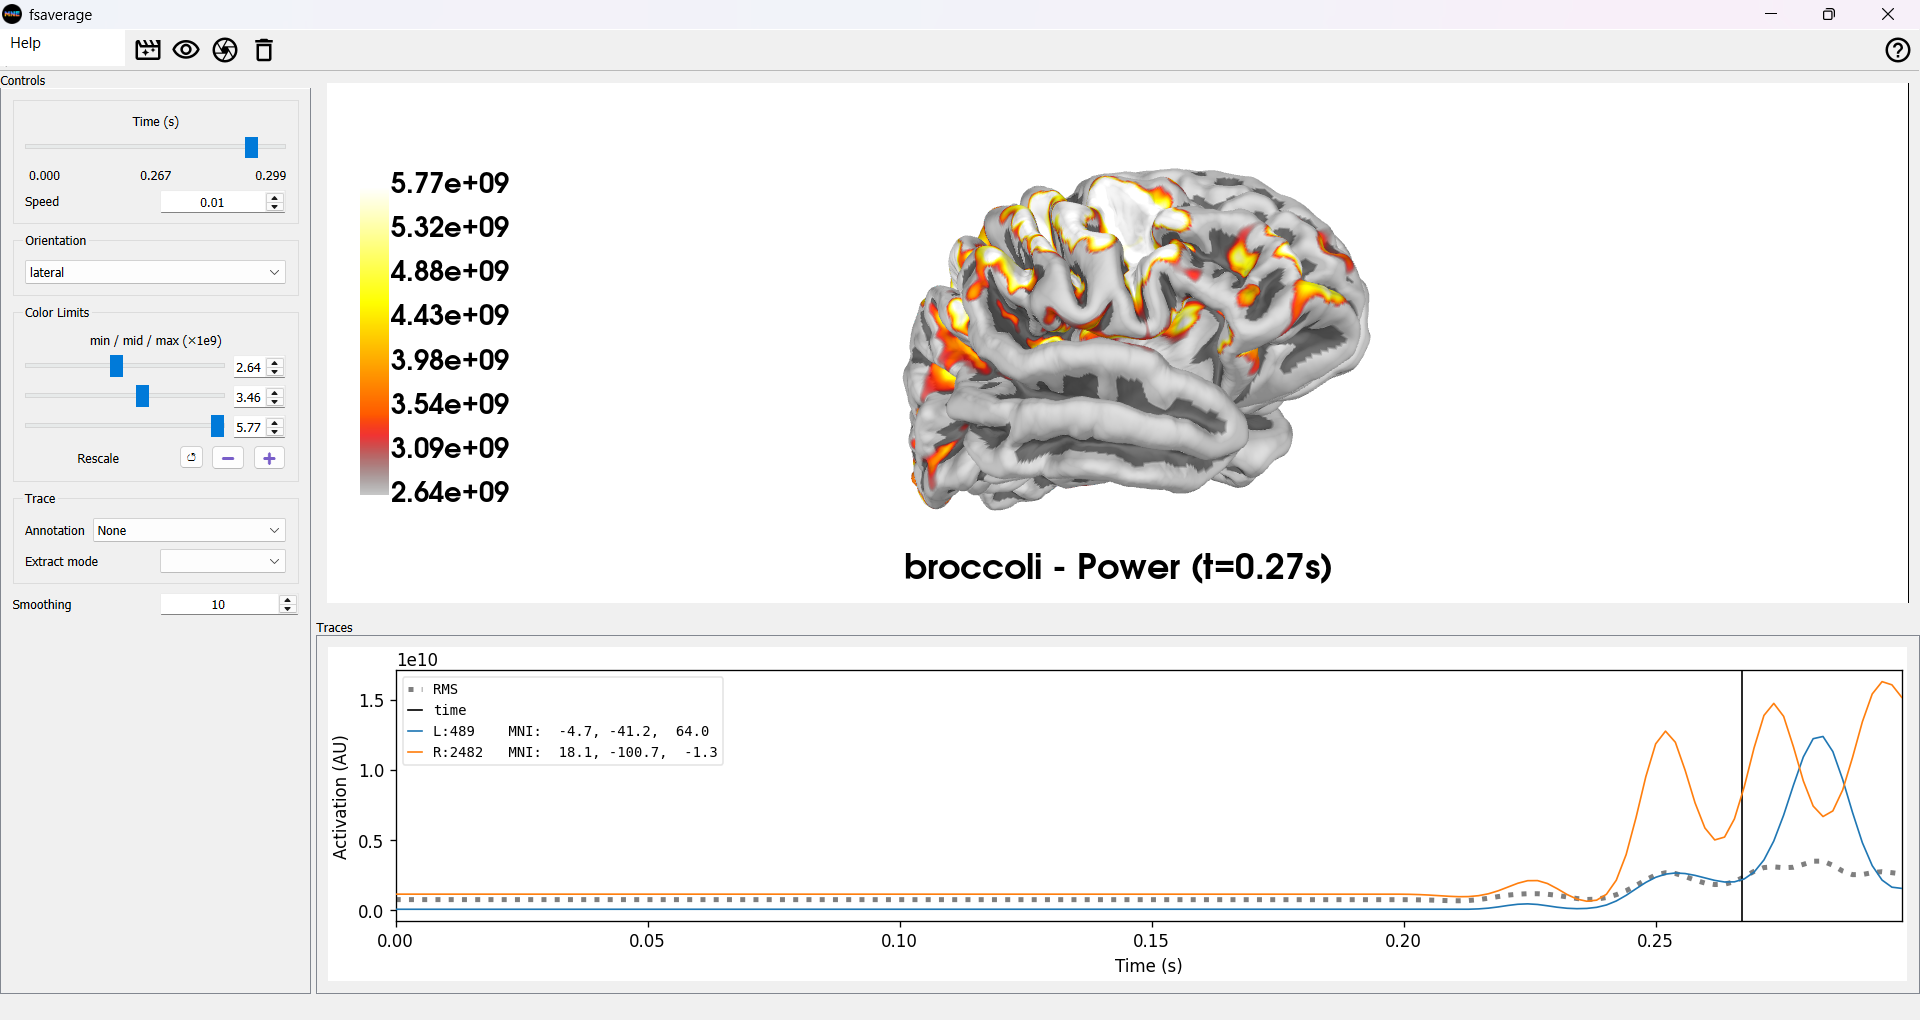 MNE fsaverage
Help
Controls
Time (s)
0.000 0.267 0.299
Speed 0.01
Orientation
lateral
Color Limits
min / mid / max (×1e9)
2.64
3.46
5.77
Rescale
Trace
Annotation None
Extract mode
Smoothing 10
5.77e+09
5.32e+09
4.88e+09
4.43e+09
3.98e+09
3.54e+09
3.09e+09
2.64e+09
broccoli - Power (t=0.27s)
Traces
1e10
RMS
time
L:489 MNI: -4.7, -41.2, 64.0
R:2482 MNI: 18.1, -100.7, -1.3
1.5
1.0
0.5
0.0
Activation (AU)
0.00 0.05 0.10 0.15 0.20 0.25
Time (s)